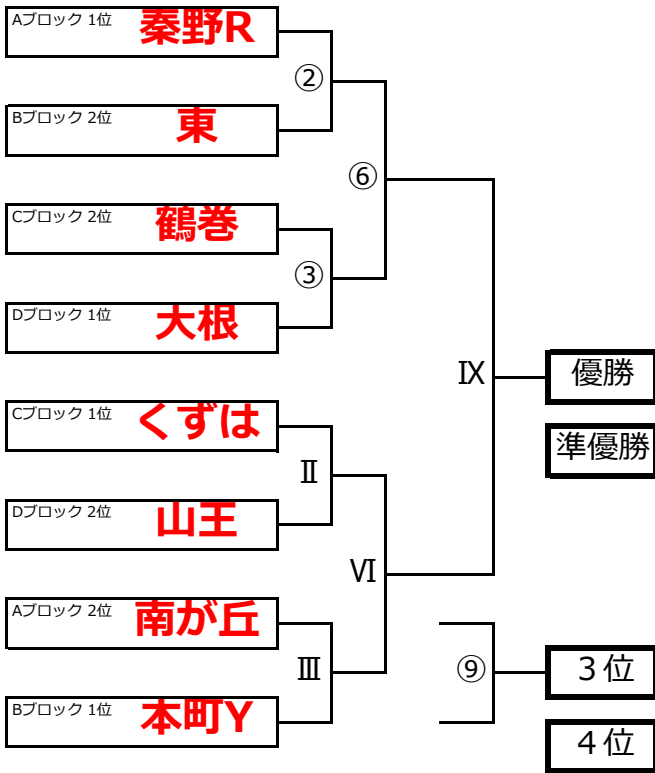 Aブロック 1位 秦野R
②
Bブロック 2位 東
⑥
Cブロック 2位 鶴巻
③
Dブロック 1位 大根
Ⅸ 優勝
Cブロック 1位 くずは
準優勝
Ⅱ
Dブロック 2位 山王
Ⅵ
Aブロック 2位 南が丘
Ⅲ ⑨ ３位
Bブロック 1位 本町Y
４位